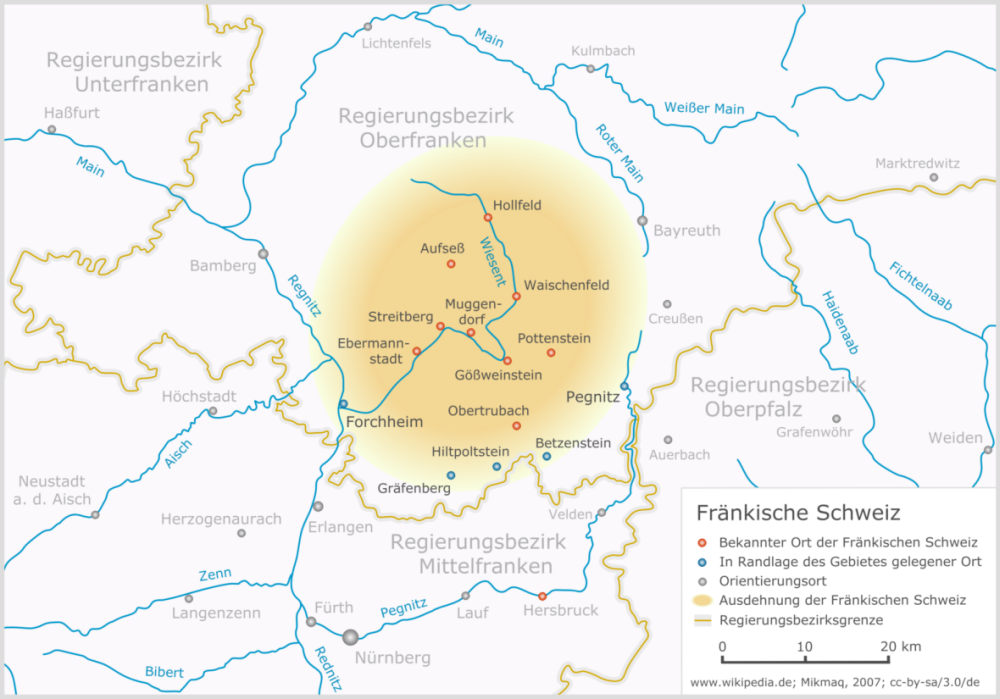 Lichtenfels
Main
Kulmbach
Regierungsbezirk
Unterfranken
Haßfurt
Weißer Main
Regierungsbezirk
Oberfranken
Roter Main
Main
Marktredwitz
Hollfeld
Bayreuth
Aufseß
Wiesent
Bamberg
Regnitz
Waischenfeld
Fichtelnaab
Haidenaab
Muggen-
dorf
Streitberg
Creußen
Ebermann-
stadt
Pottenstein
Gößweinstein
Regierungsbezirk
Oberpfalz
Höchstadt
Pegnitz
Obertrubach
Forchheim
Grafenwöhr
Weiden
Aisch
Hiltpoltstein
Betzenstein
Auerbach
Neustadt
a. d. Aisch
Gräfenberg
Herzogenaurach
Erlangen
Velden
Regierungsbezirk
Mittelfranken
Zenn
Langenzenn
Fürth
Pegnitz
Lauf
Hersbruck
Nürnberg
Bibert
Rednitz
Fränkische Schweiz
Bekannter Ort der Fränkischen Schweiz
In Randlage des Gebietes gelegener Ort
Orientierungsort
Ausdehnung der Fränkischen Schweiz
Regierungsbezirksgrenze
0 10 20 km
www.wikipedia.de; Mikmaq, 2007; cc-by-sa/3.0/de